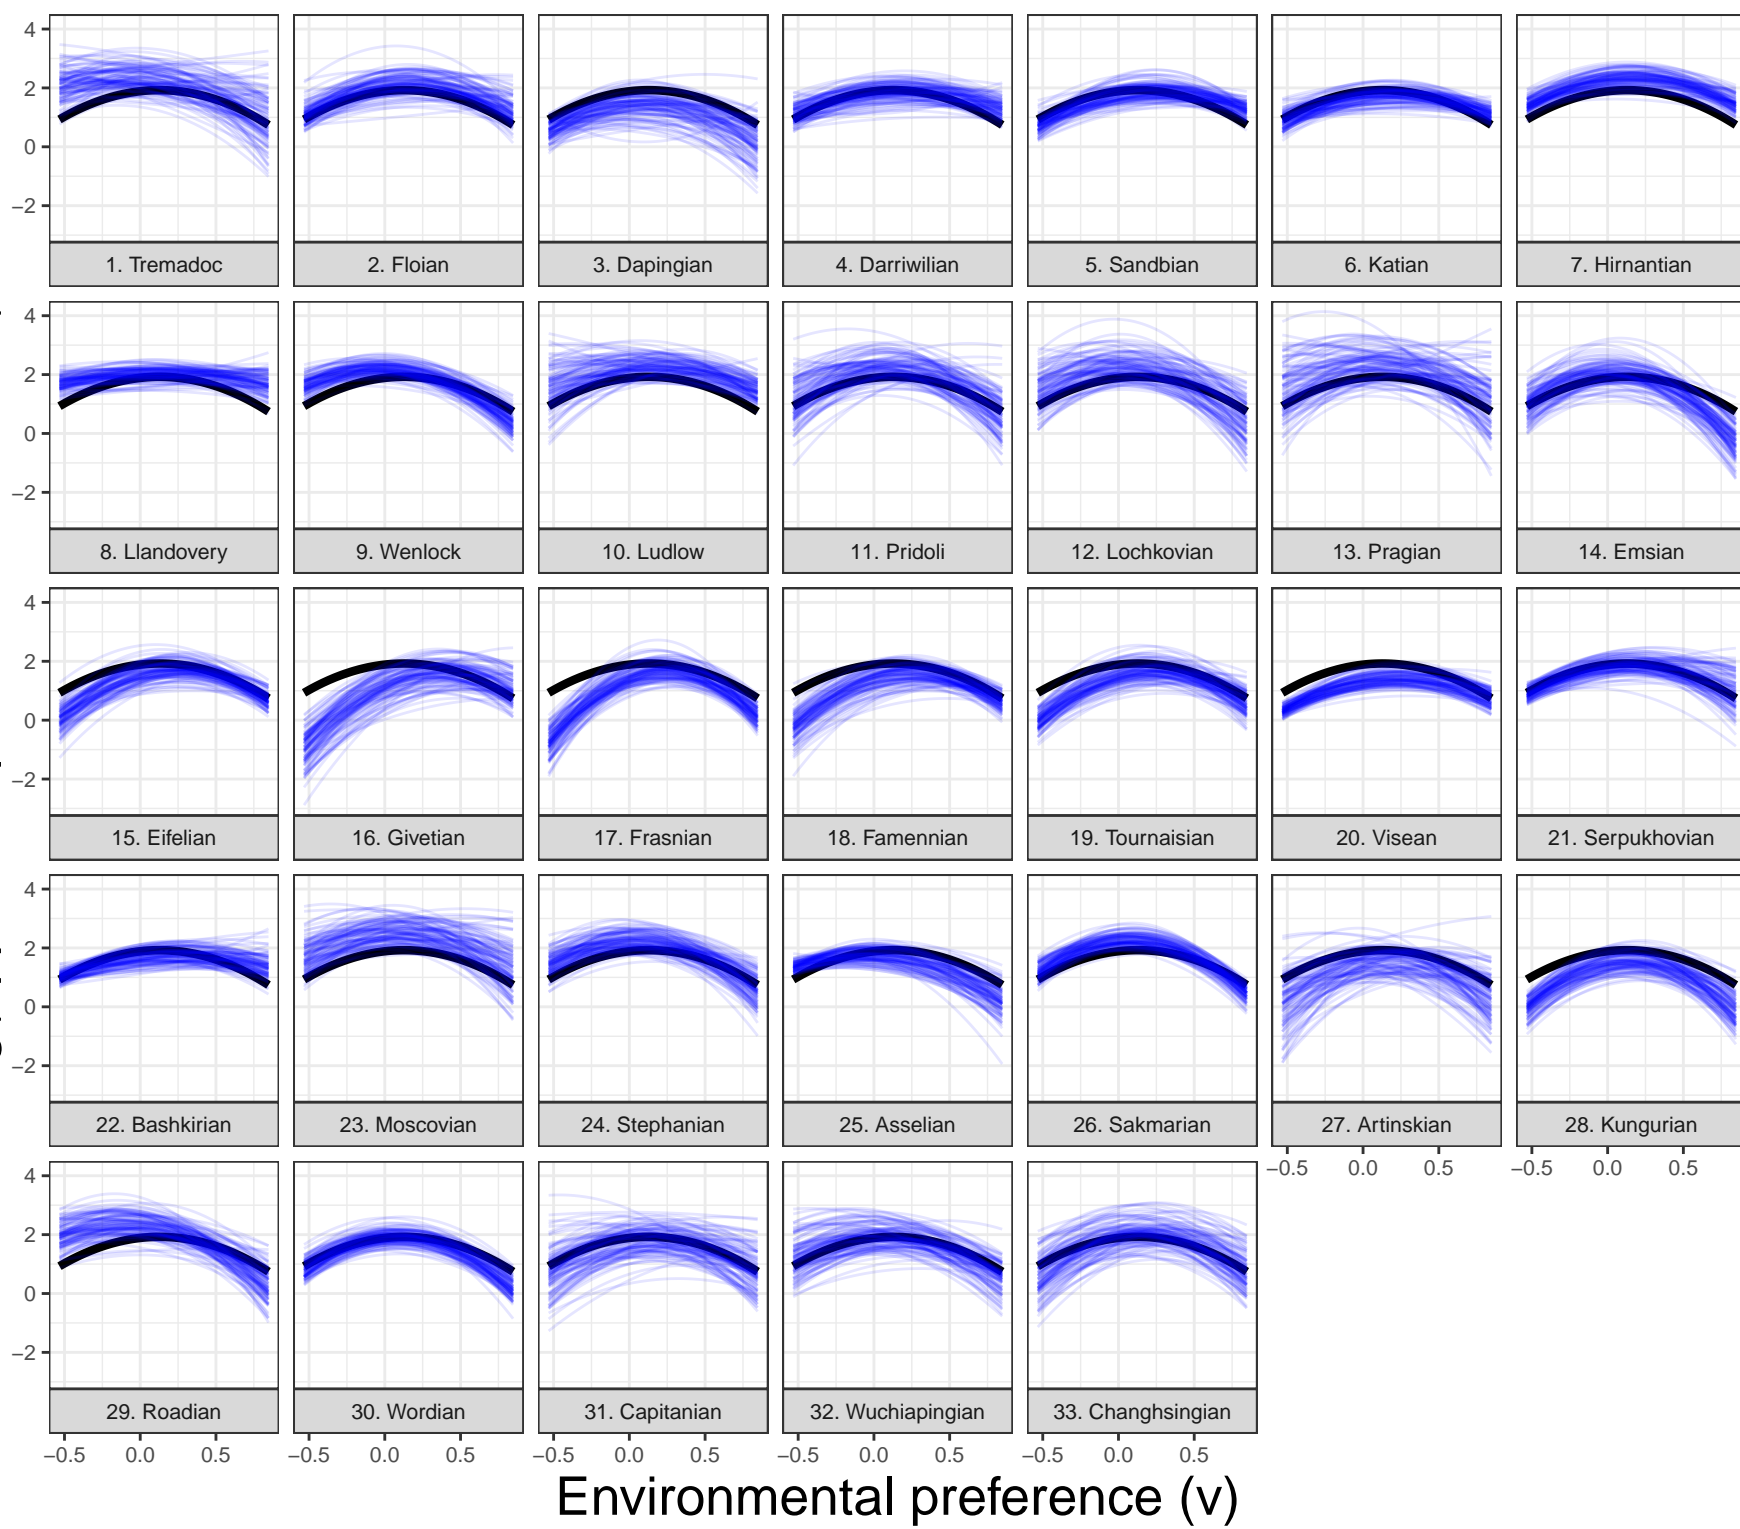 4
2
0
−2
1. Tremadoc
2. Floian
3. Dapingian
4. Darriwilian
5. Sandbian
6. Katian
7. Hirnantian
4
2
0
−2
8. Llandovery
9. Wenlock
10. Ludlow
11. Pridoli
12. Lochkovian
13. Pragian
14. Emsian
4
2
0
−2
15. Eifelian
16. Givetian
17. Frasnian
18. Famennian
19. Tournaisian
20. Visean
21. Serpukhovian
4
2
0
−2
22. Bashkirian
23. Moscovian
24. Stephanian
25. Asselian
26. Sakmarian
27. Artinskian
28. Kungurian
−0.5 0.0 0.5
−0.5 0.0 0.5
4
2
0
−2
29. Roadian
30. Wordian
31. Capitanian
32. Wuchiapingian
33. Changhsingian
−0.5 0.0 0.5
−0.5 0.0 0.5
−0.5 0.0 0.5
−0.5 0.0 0.5
−0.5 0.0 0.5
Environmental preference (v)